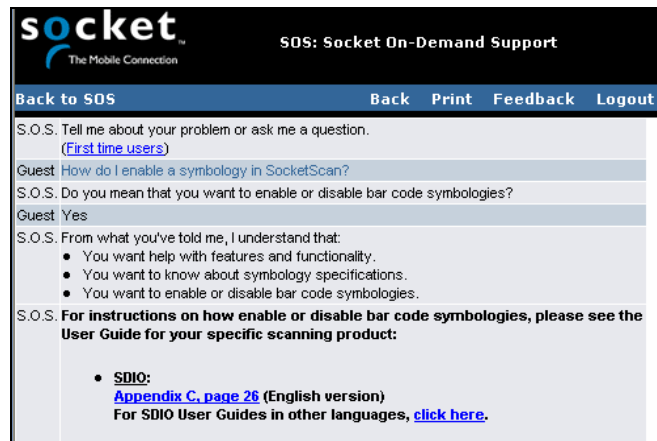 socket™
The Mobile Connection
SOS: Socket On-Demand Support
Back to SOS Back Print Feedback Logout
S.O.S. Tell me about your problem or ask me a question.
(First time users)
Guest How do I enable a symbology in SocketScan?
S.O.S. Do you mean that you want to enable or disable bar code symbologies?
Guest Yes
S.O.S. From what you've told me, I understand that:
● You want help with features and functionality.
● You want to know about symbology specifications.
● You want to enable or disable bar code symbologies.
S.O.S. For instructions on how enable or disable bar code symbologies, please see the
User Guide for your specific scanning product:
● SDIO:
Appendix C, page 26 (English version)
For SDIO User Guides in other languages, click here.